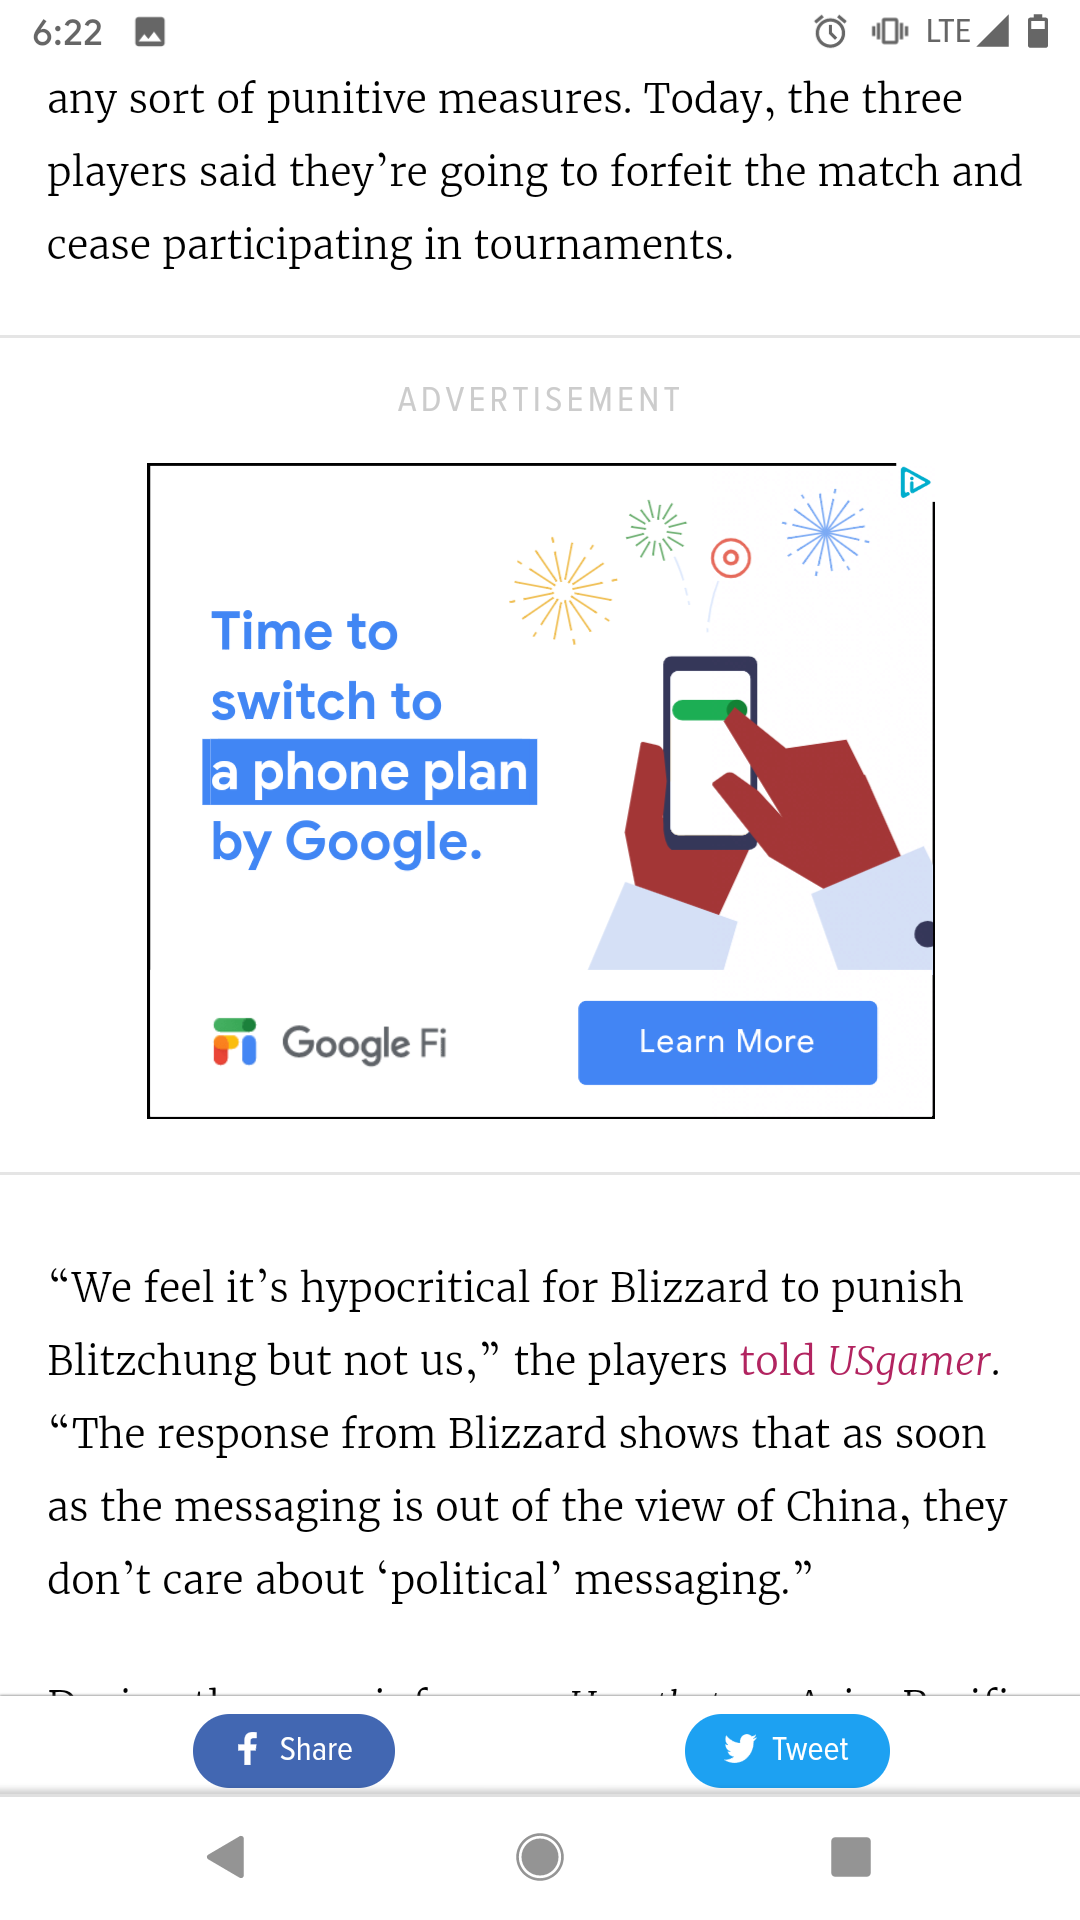 6:22
LTE
any sort of punitive measures. Today, the three
players said they’re going to forfeit the match and
cease participating in tournaments.
ADVERTISEMENT
Time to
switch to
a phone plan
by Google.
Google Fi
Learn More
“We feel it’s hypocritical for Blizzard to punish
Blitzchung but not us,” the players told USgamer.
“The response from Blizzard shows that as soon
as the messaging is out of the view of China, they
don’t care about ‘political’ messaging.”
Share
Tweet